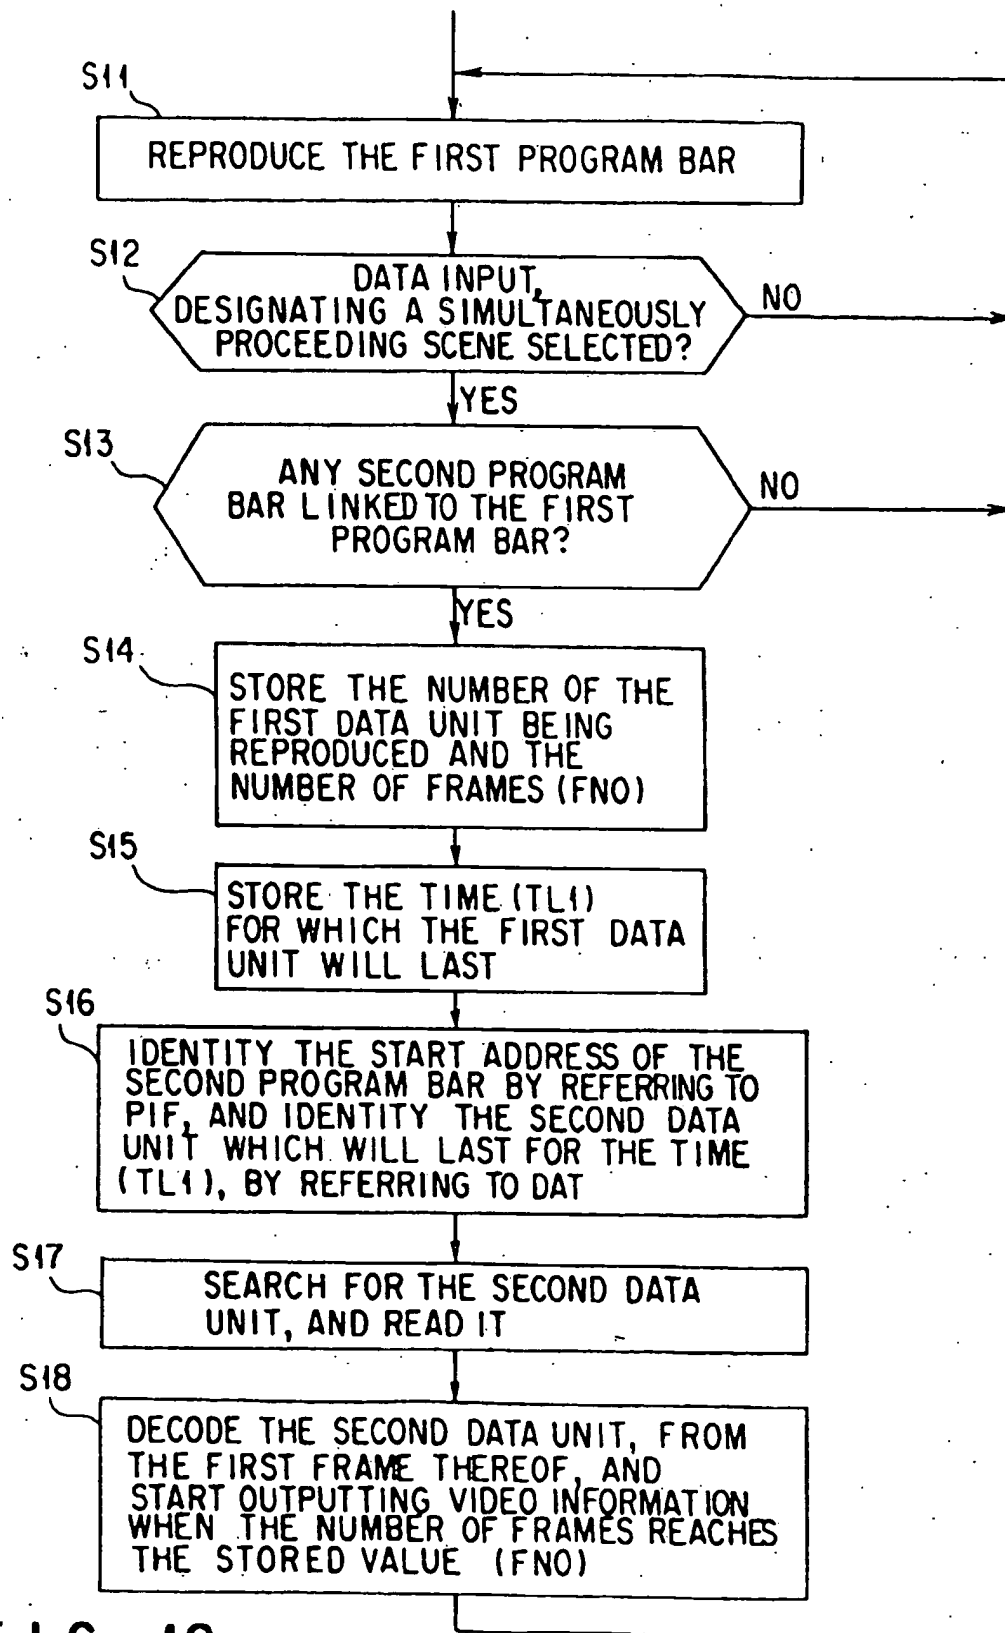 S11
REPRODUCE THE FIRST PROGRAM BAR
S12
DATA INPUT,
DESIGNATING A SIMULTANEOUSLY
PROCEEDING SCENE SELECTED?
NO
YES
S13
ANY SECOND PROGRAM
BAR LINKED TO THE FIRST
PROGRAM BAR?
NO
YES
S14
STORE THE NUMBER OF THE
FIRST DATA UNIT BEING
REPRODUCED AND THE
NUMBER OF FRAMES (FNO)
S15
STORE THE TIME (TL1)
FOR WHICH THE FIRST DATA
UNIT WILL LAST
S16
IDENTITY THE START ADDRESS OF THE
SECOND PROGRAM BAR BY REFERRING TO
PIF, AND IDENTITY THE SECOND DATA
UNIT WHICH WILL LAST FOR THE TIME
(TL1), BY REFERRING TO DAT
S17
SEARCH FOR THE SECOND DATA
UNIT, AND READ IT
S18
DECODE THE SECOND DATA UNIT, FROM
THE FIRST FRAME THEREOF, AND
START OUTPUTTING VIDEO INFORMATION
WHEN THE NUMBER OF FRAMES REACHES
THE STORED VALUE (FNO)